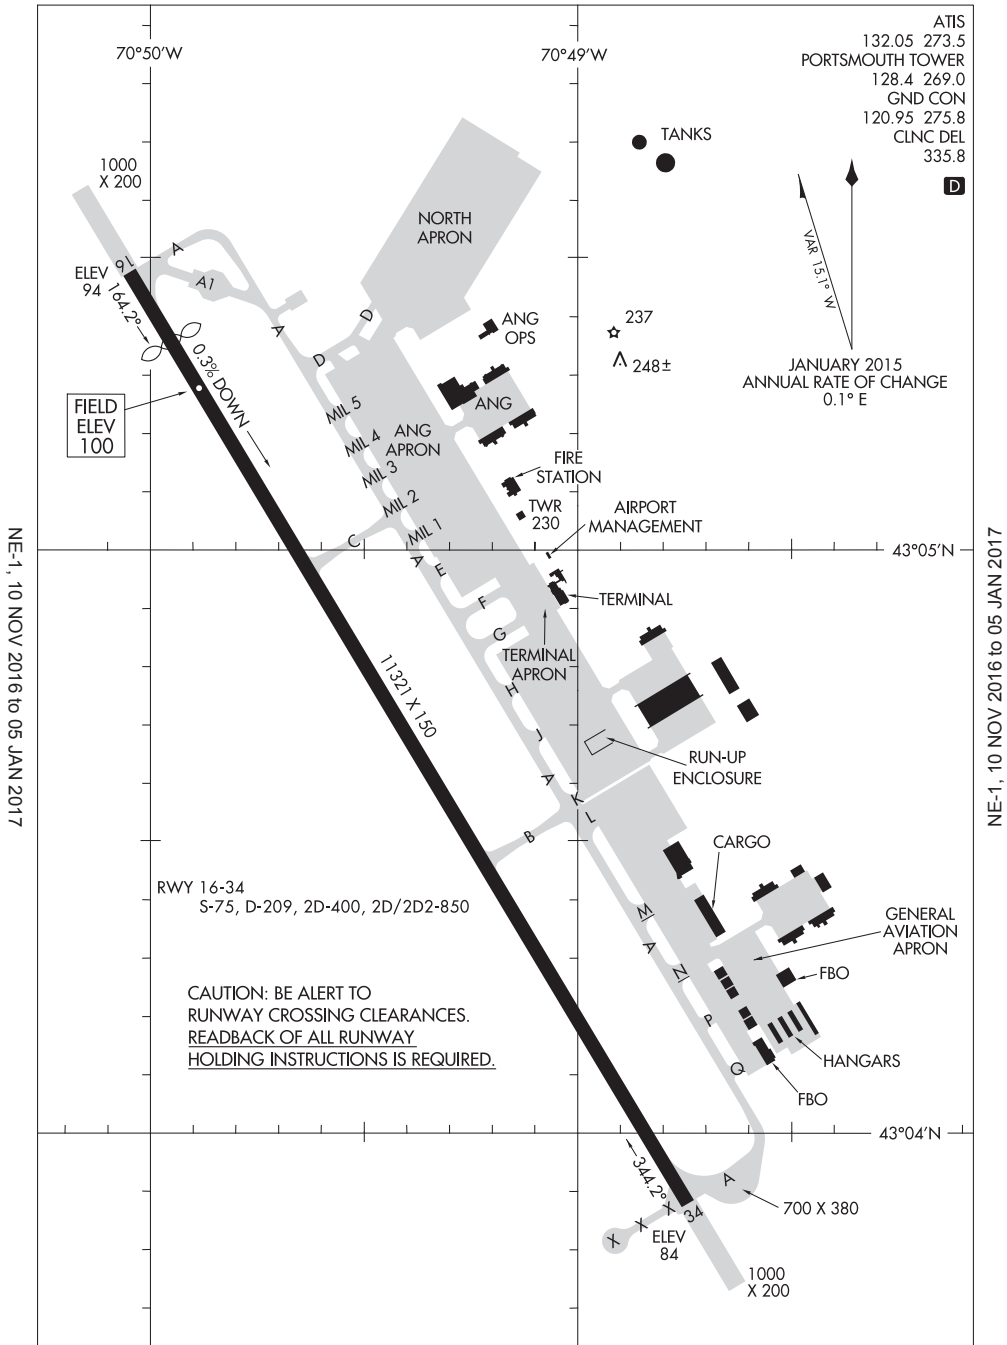 ATIS
132.05 273.5
PORTSMOUTH TOWER
128.4 269.0
GND CON
120.95 275.8
CLNC DEL
335.8
D
70°50'W
70°49'W
TANKS
1000
X 200
NORTH
APRON
VAR 15.1° W
A
16
ELEV
94
A1
164.2°
A
D
D
ANG
OPS
237
248±
JANUARY 2015
ANNUAL RATE OF CHANGE
0.1° E
0.3% DOWN
FIELD
ELEV
100
MIL 5
MIL 4
MIL 3
MIL 2
MIL 1
ANG
APRON
ANG
FIRE
STATION
TWR
230
AIRPORT
MANAGEMENT
C
A
E
F
G
H
J
A
K
L
B
43°05'N
TERMINAL
TERMINAL
APRON
11321 X 150
RUN-UP
ENCLOSURE
CARGO
RWY 16-34
S-75, D-209, 2D-400, 2D/2D2-850
GENERAL
AVIATION
APRON
M
A
N
P
Q
FBO
CAUTION: BE ALERT TO
RUNWAY CROSSING CLEARANCES.
READBACK OF ALL RUNWAY
HOLDING INSTRUCTIONS IS REQUIRED.
HANGARS
FBO
43°04'N
344.2°
A
700 X 380
34
X X X
ELEV
84
1000
X 200
NE-1, 10 NOV 2016 to 05 JAN 2017
NE-1, 10 NOV 2016 to 05 JAN 2017